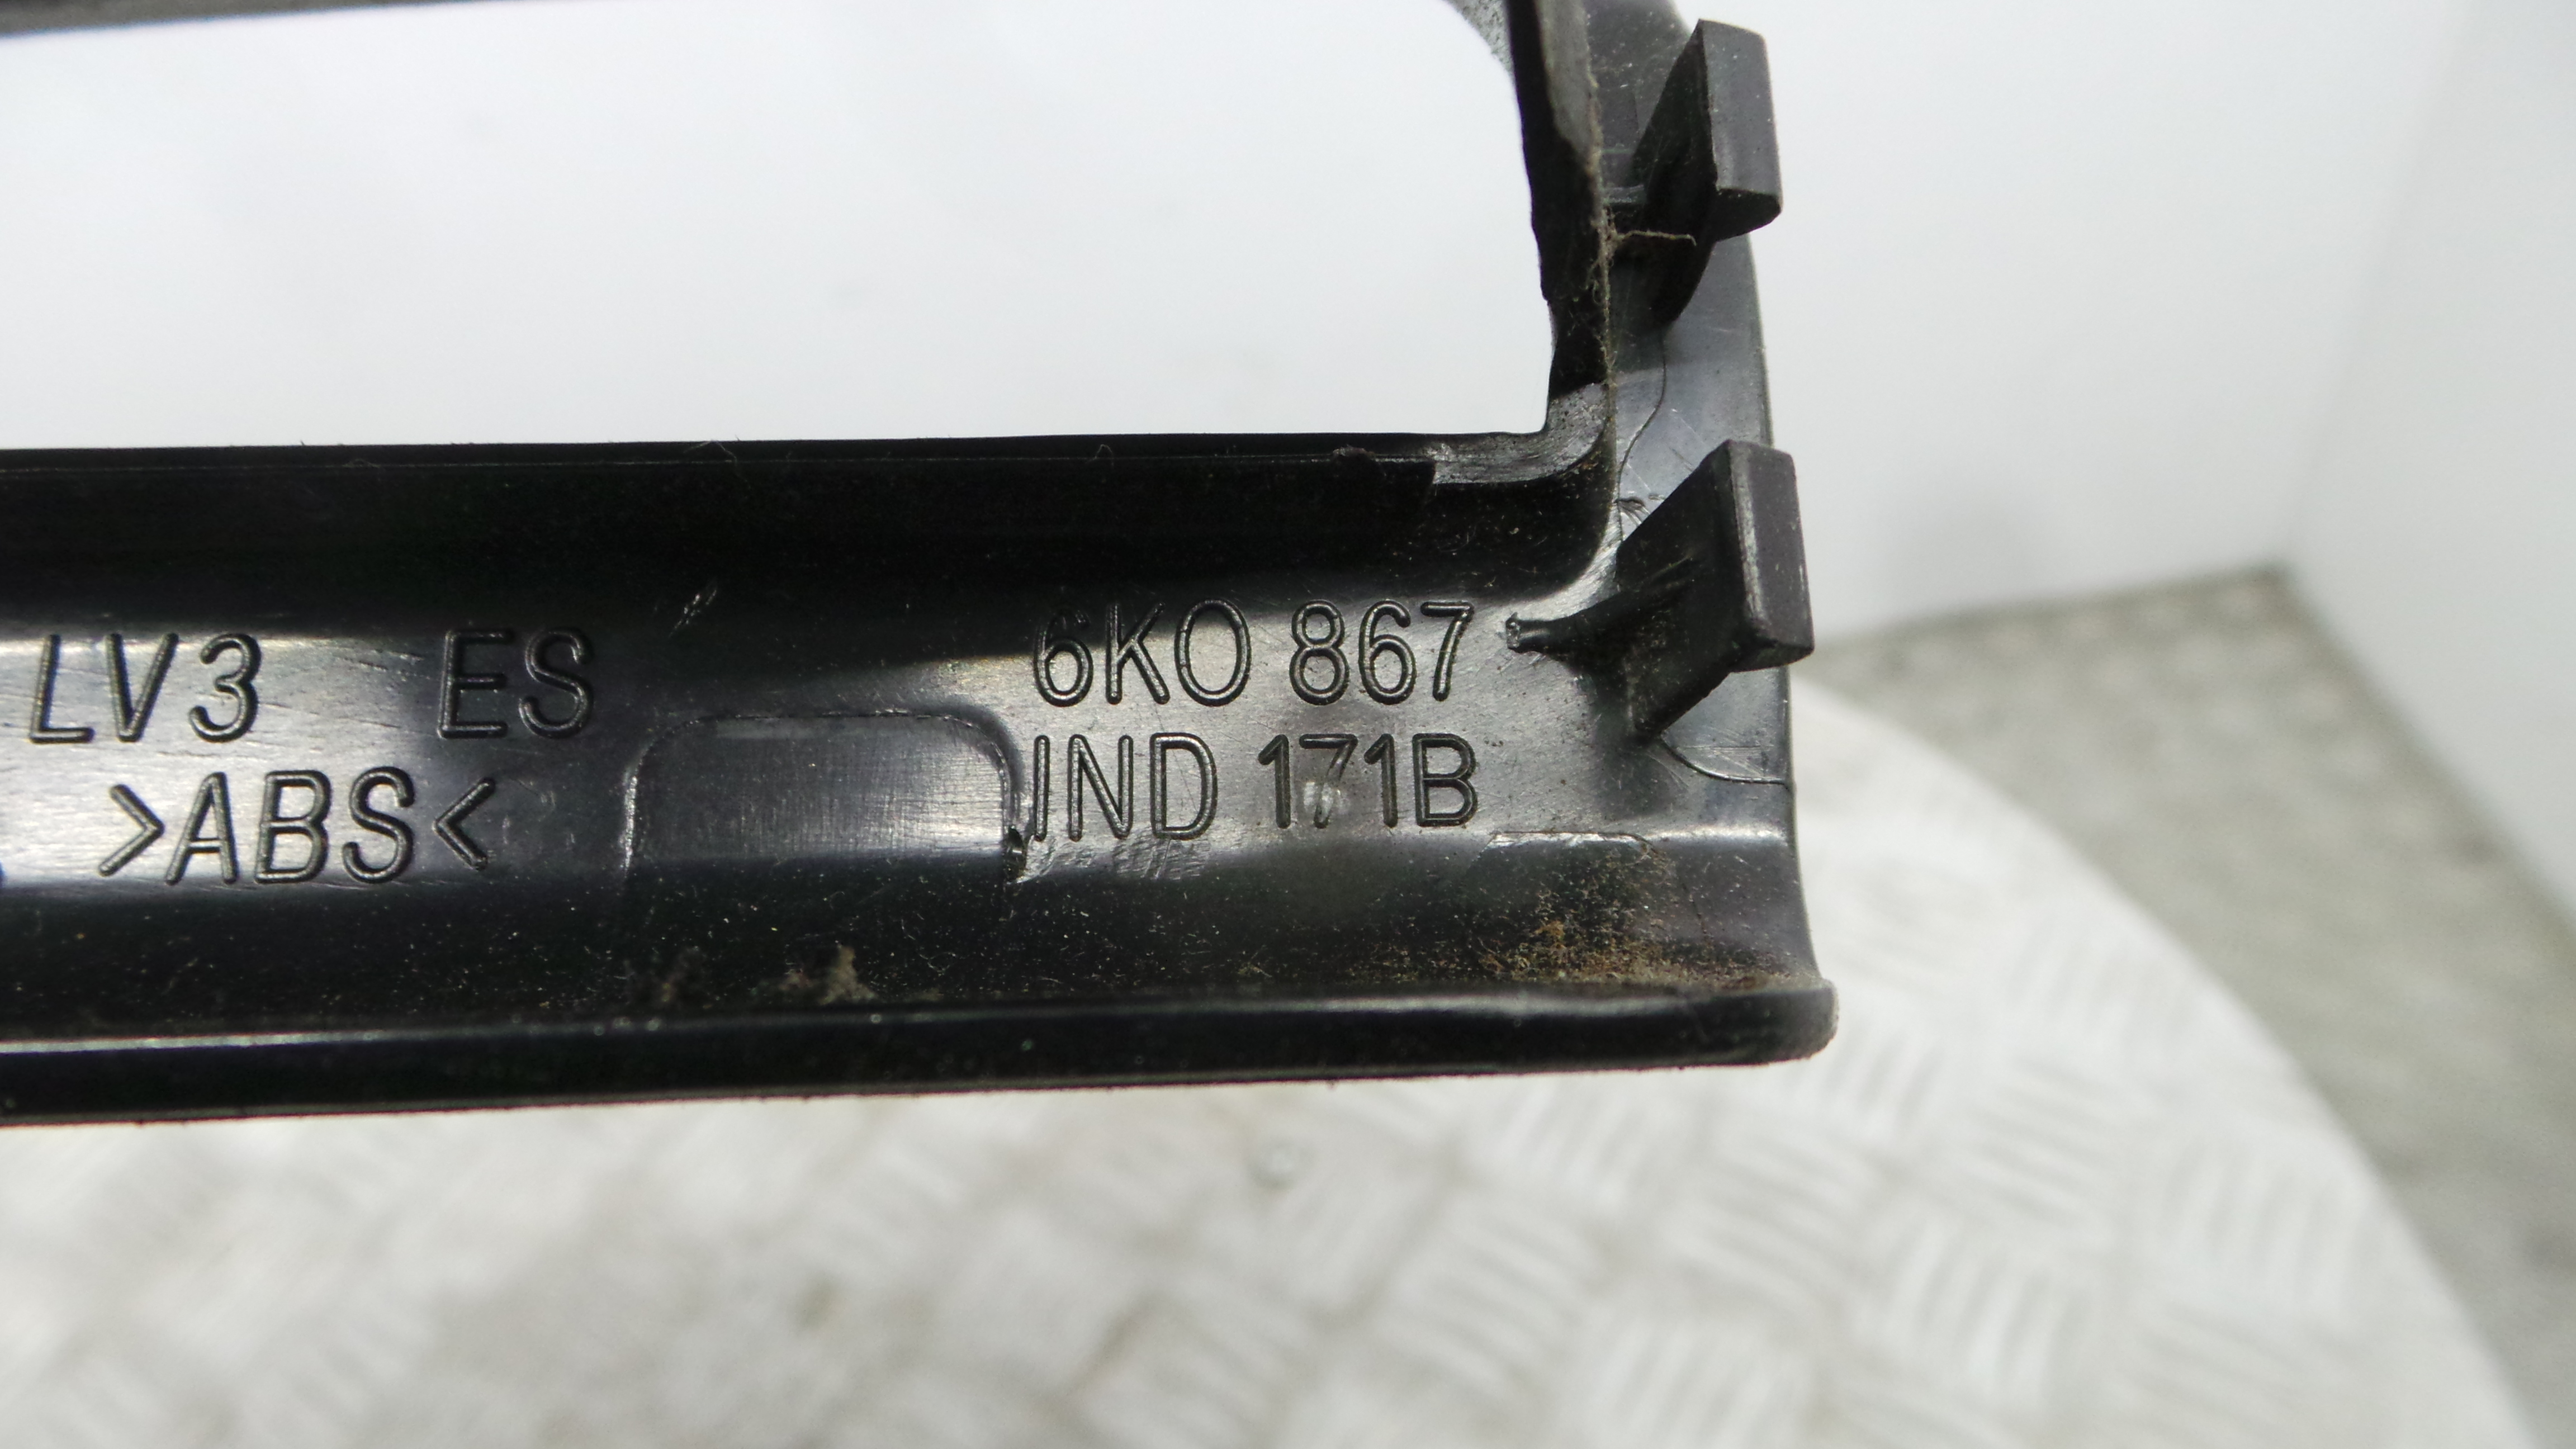 LV3 ES
>ABS<
6K0 867
IND 171B